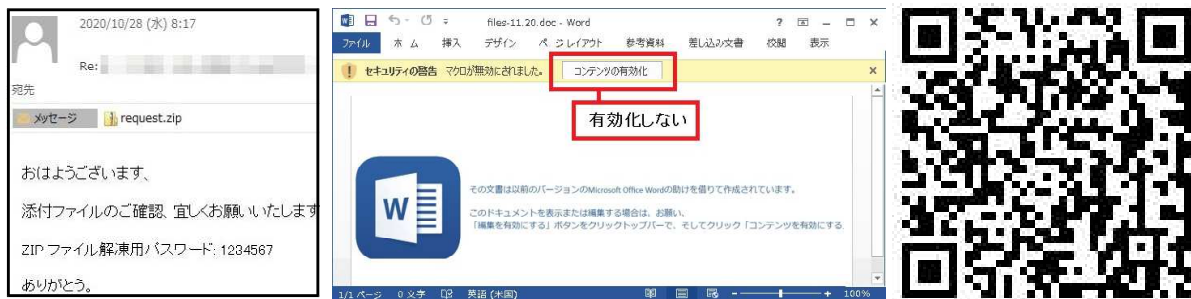 2020/10/28 (水) 8:17
Re:
宛先
メッセージ
request.zip
おはようございます、
添付ファイルのご確認、宜しくお願いいたします
ZIP ファイル解凍用パスワード: 1234567
ありがとう。
files-11.20.doc - Word
ファイル ホーム 挿入 デザイン ページ レイアウト 参考資料 差し込み文書 校閲 表示
セキュリティの警告 マクロが無効にされました。 コンテンツの有効化
有効化しない
W
その文書は以前のバージョンのMicrosoft Office Wordの助けを借りて作成されています。
このドキュメントを表示または編集する場合は、お願い、
「編集を有効にする」ボタンをクリックトップバーで、そしてクリック「コンテンツを有効にする
1/1 ページ 0 文字 英語 (米国) 100%